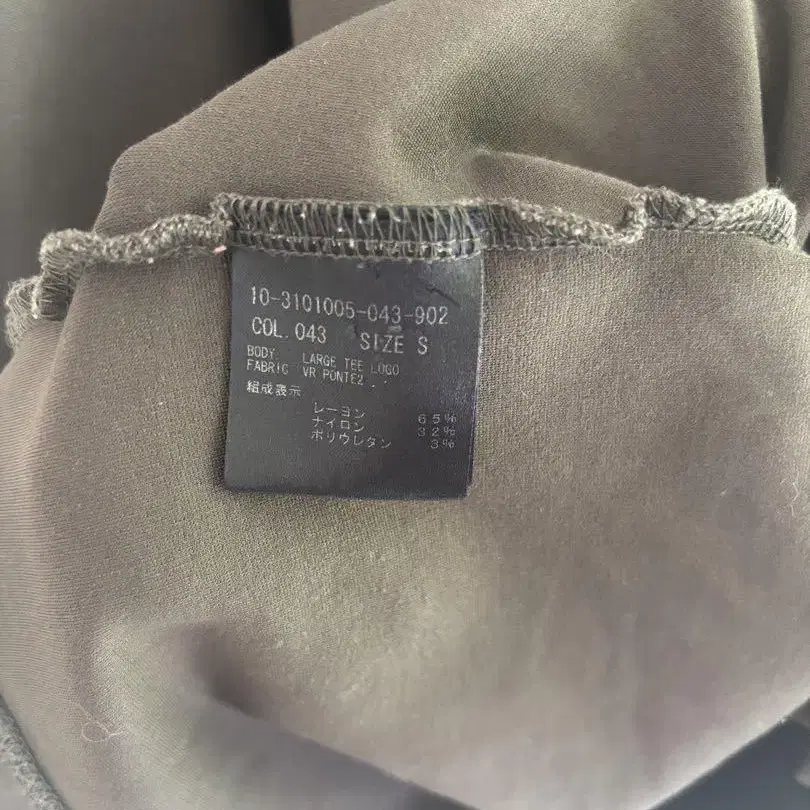 10-3101005-043-902
COL. 043 SIZE S
BODY. LARGE TEE LOGO
FABRIC VR PONTE2 . .
組成表示
レーヨン 65%
ナイロン 32%
ポリウレタン 3%